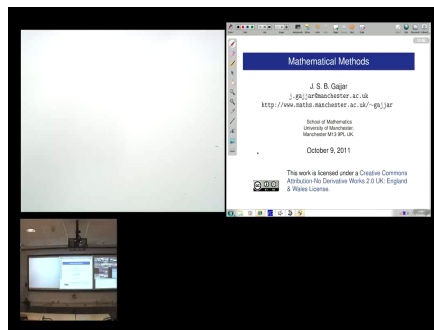 Mathematical Methods
J. S. B. Gajjar
j.gajjar@manchester.ac.uk
http://www.maths.manchester.ac.uk/~gajjar
School of Mathematics
University of Manchester,
Manchester M13 9PL UK
October 9, 2011
This work is licensed under a Creative Commons
Attribution-No Derivative Works 2.0 UK: England
& Wales License.